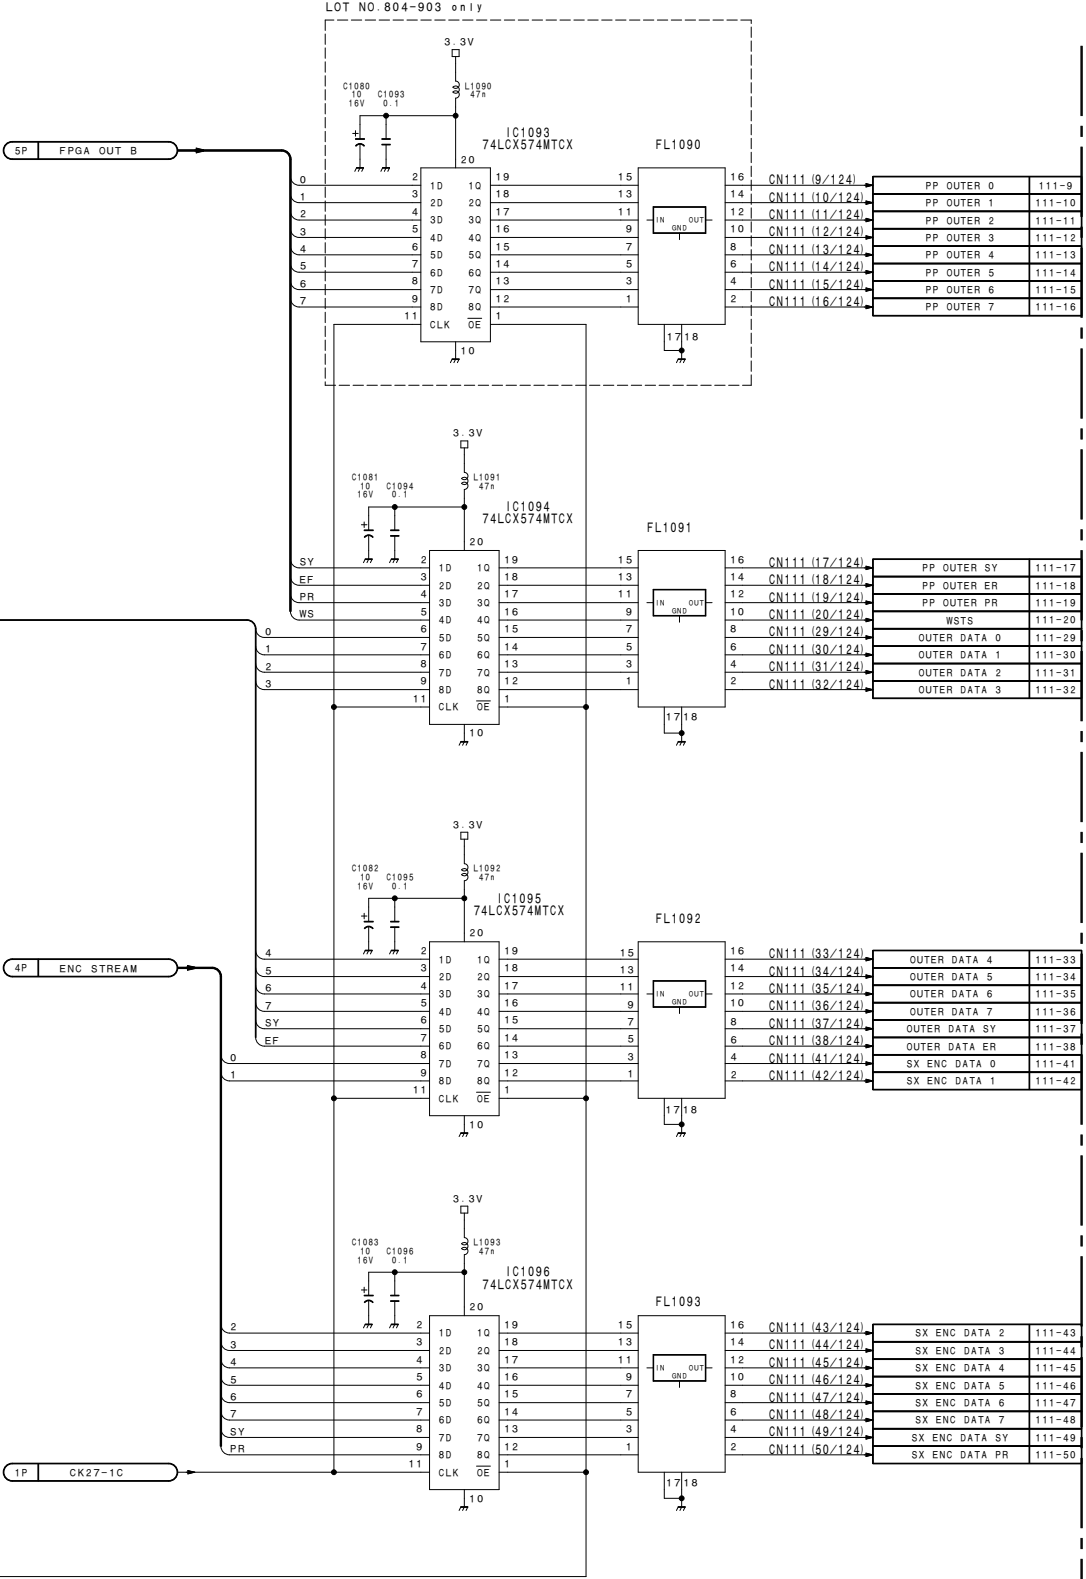 LOT NO.804-903 only
3.3V
C1080
10
16V
C1093
0.1
L1090
47n
IC1093
74LCX574MTCX
FL1090
5P FPGA OUT B
20
0 2 1D 1Q 19 15 16 CN111 (9/124) PP OUTER 0 111-9
1 3 2D 2Q 18 13 14 CN111 (10/124) PP OUTER 1 111-10
2 4 3D 3Q 17 11 12 CN111 (11/124) PP OUTER 2 111-11
3 5 4D 4Q 16 9 10 CN111 (12/124) PP OUTER 3 111-12
4 6 5D 5Q 15 7 8 CN111 (13/124) PP OUTER 4 111-13
5 7 6D 6Q 14 5 6 CN111 (14/124) PP OUTER 5 111-14
6 8 7D 7Q 13 3 4 CN111 (15/124) PP OUTER 6 111-15
7 9 8D 8Q 12 1 2 CN111 (16/124) PP OUTER 7 111-16
IN OUT
GND
11 CLK OE 1
10
17 18
3.3V
C1081
10
16V
C1094
0.1
L1091
47n
IC1094
74LCX574MTCX
FL1091
20
SY 2 1D 1Q 19 15 16 CN111 (17/124) PP OUTER SY 111-17
EF 3 2D 2Q 18 13 14 CN111 (18/124) PP OUTER ER 111-18
PR 4 3D 3Q 17 11 12 CN111 (19/124) PP OUTER PR 111-19
WS 5 4D 4Q 16 9 10 CN111 (20/124) WSTS 111-20
0 6 5D 5Q 15 7 8 CN111 (29/124) OUTER DATA 0 111-29
1 7 6D 6Q 14 5 6 CN111 (30/124) OUTER DATA 1 111-30
2 8 7D 7Q 13 3 4 CN111 (31/124) OUTER DATA 2 111-31
3 9 8D 8Q 12 1 2 CN111 (32/124) OUTER DATA 3 111-32
IN OUT
GND
11 CLK OE 1
10
17 18
3.3V
C1082
10
16V
C1095
0.1
L1092
47n
IC1095
74LCX574MTCX
FL1092
4P ENC STREAM
20
4 2 1D 1Q 19 15 16 CN111 (33/124) OUTER DATA 4 111-33
5 3 2D 2Q 18 13 14 CN111 (34/124) OUTER DATA 5 111-34
6 4 3D 3Q 17 11 12 CN111 (35/124) OUTER DATA 6 111-35
7 5 4D 4Q 16 9 10 CN111 (36/124) OUTER DATA 7 111-36
SY 6 5D 5Q 15 7 8 CN111 (37/124) OUTER DATA SY 111-37
EF 7 6D 6Q 14 5 6 CN111 (38/124) OUTER DATA ER 111-38
0 8 7D 7Q 13 3 4 CN111 (41/124) SX ENC DATA 0 111-41
1 9 8D 8Q 12 1 2 CN111 (42/124) SX ENC DATA 1 111-42
IN OUT
GND
11 CLK OE 1
10
17 18
3.3V
C1083
10
16V
C1096
0.1
L1093
47n
IC1096
74LCX574MTCX
FL1093
20
2 2 1D 1Q 19 15 16 CN111 (43/124) SX ENC DATA 2 111-43
3 3 2D 2Q 18 13 14 CN111 (44/124) SX ENC DATA 3 111-44
4 4 3D 3Q 17 11 12 CN111 (45/124) SX ENC DATA 4 111-45
5 5 4D 4Q 16 9 10 CN111 (46/124) SX ENC DATA 5 111-46
6 6 5D 5Q 15 7 8 CN111 (47/124) SX ENC DATA 6 111-47
7 7 6D 6Q 14 5 6 CN111 (48/124) SX ENC DATA 7 111-48
SY 8 7D 7Q 13 3 4 CN111 (49/124) SX ENC DATA SY 111-49
PR 9 8D 8Q 12 1 2 CN111 (50/124) SX ENC DATA PR 111-50
IN OUT
GND
1P CK27-1C
11 CLK OE 1
10
17 18